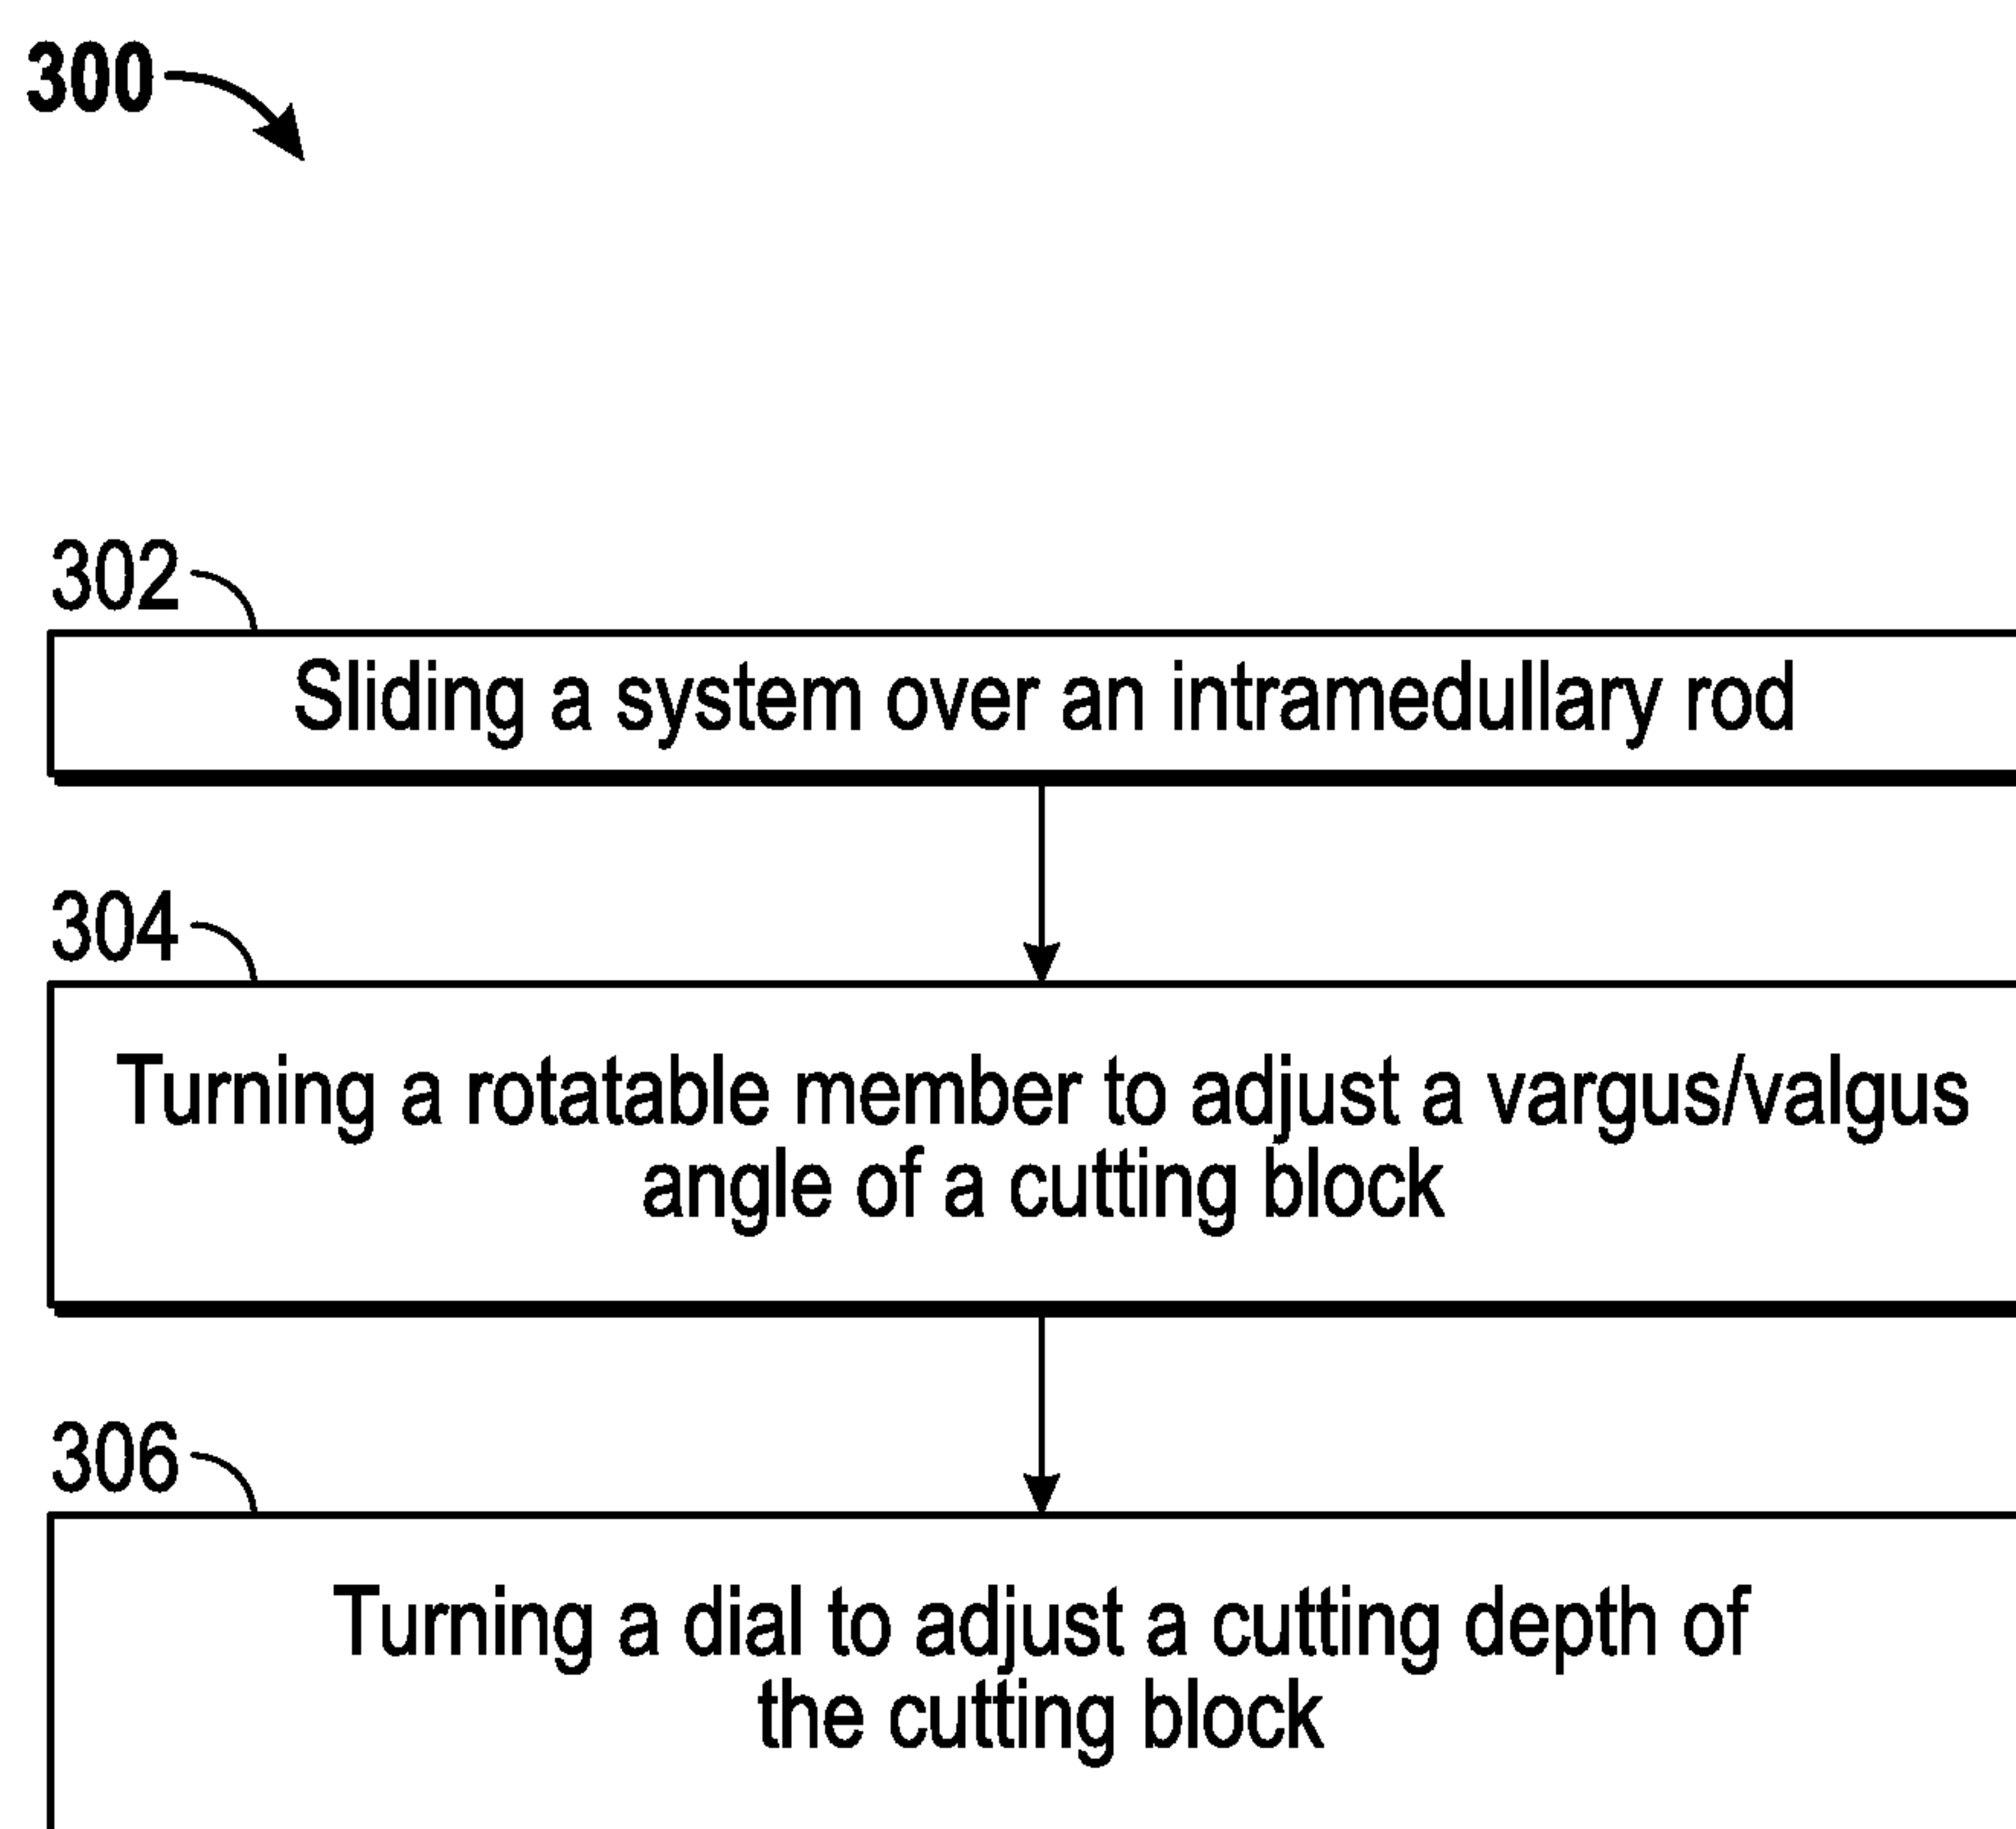 300
302
Sliding a system over an intramedullary rod
304
Turning a rotatable member to adjust a vargus/valgus
angle of a cutting block
306
Turning a dial to adjust a cutting depth of
the cutting block